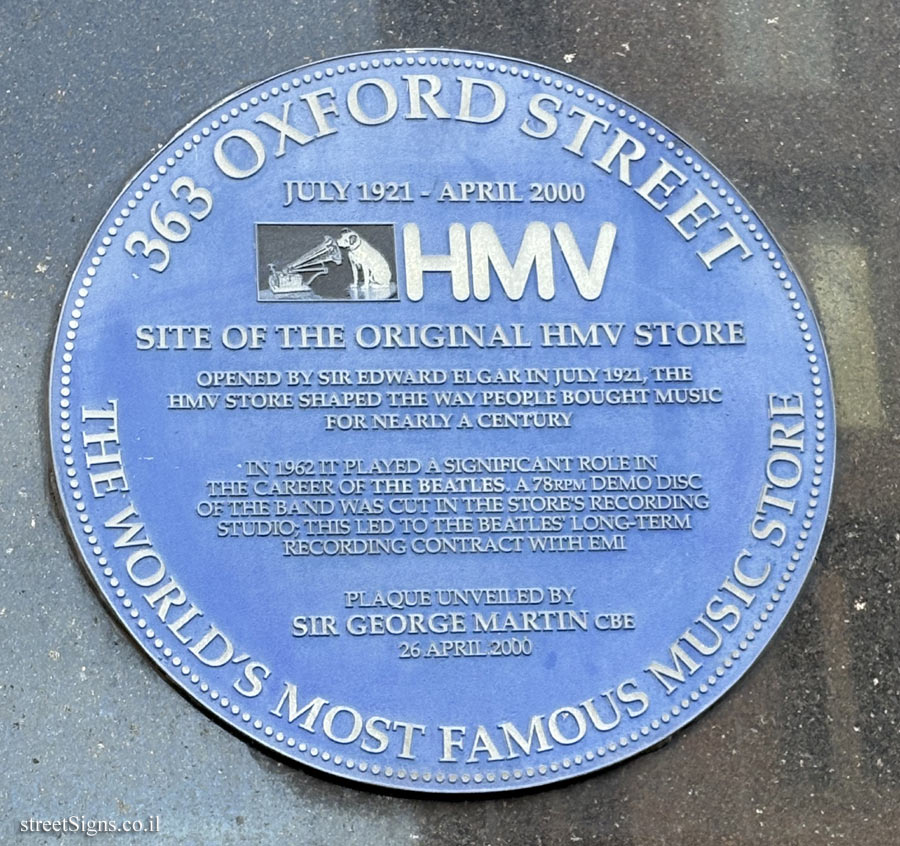 363 OXFORD STREET
JULY 1921 - APRIL 2000
HMV
SITE OF THE ORIGINAL HMV STORE
OPENED BY SIR EDWARD ELGAR IN JULY 1921, THE
HMV STORE SHAPED THE WAY PEOPLE BOUGHT MUSIC
FOR NEARLY A CENTURY
IN 1962 IT PLAYED A SIGNIFICANT ROLE IN
THE CAREER OF THE BEATLES. A 78RPM DEMO DISC
OF THE BAND WAS CUT IN THE STORE'S RECORDING
STUDIO; THIS LED TO THE BEATLES' LONG-TERM
RECORDING CONTRACT WITH EMI
PLAQUE UNVEILED BY
SIR GEORGE MARTIN CBE
26 APRIL 2000
THE WORLD'S MOST FAMOUS MUSIC STORE
streetSigns.co.il